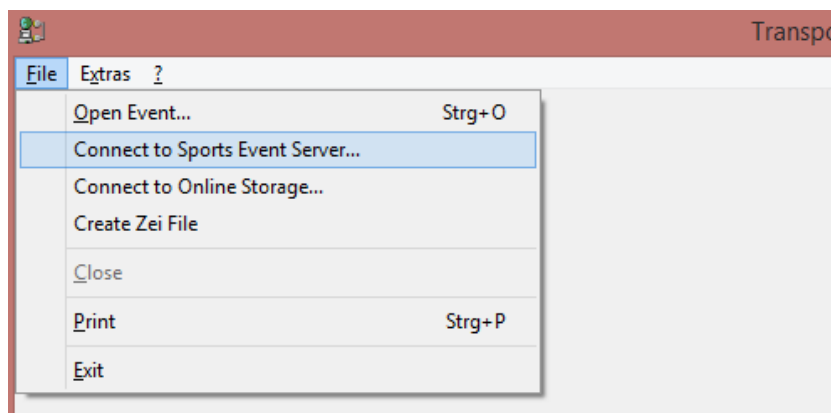 Transpo
File Extras ?
Open Event... Strg+O
Connect to Sports Event Server...
Connect to Online Storage...
Create Zei File
Close
Print Strg+P
Exit